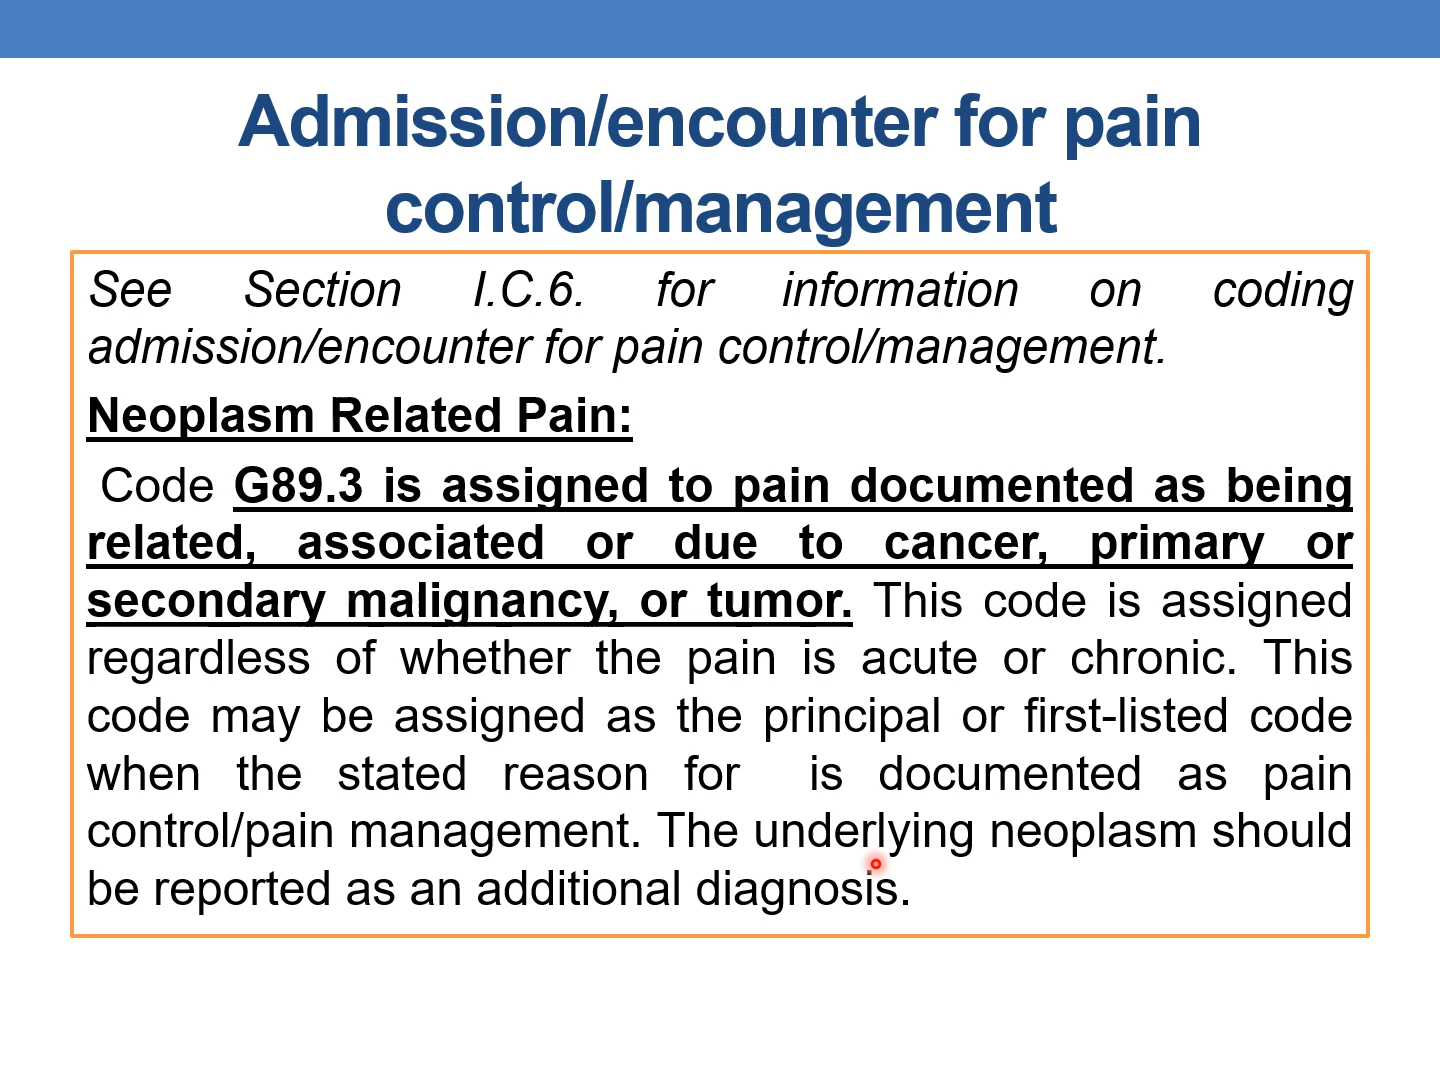 Admission/encounter for pain
control/management
See Section I.C.6. for information on coding
admission/encounter for pain control/management.
Neoplasm Related Pain:
Code G89.3 is assigned to pain documented as being
related, associated or due to cancer, primary or
secondary malignancy, or tumor. This code is assigned
regardless of whether the pain is acute or chronic. This
code may be assigned as the principal or first-listed code
when the stated reason for is documented as pain
control/pain management. The underlying neoplasm should
be reported as an additional diagnosis.